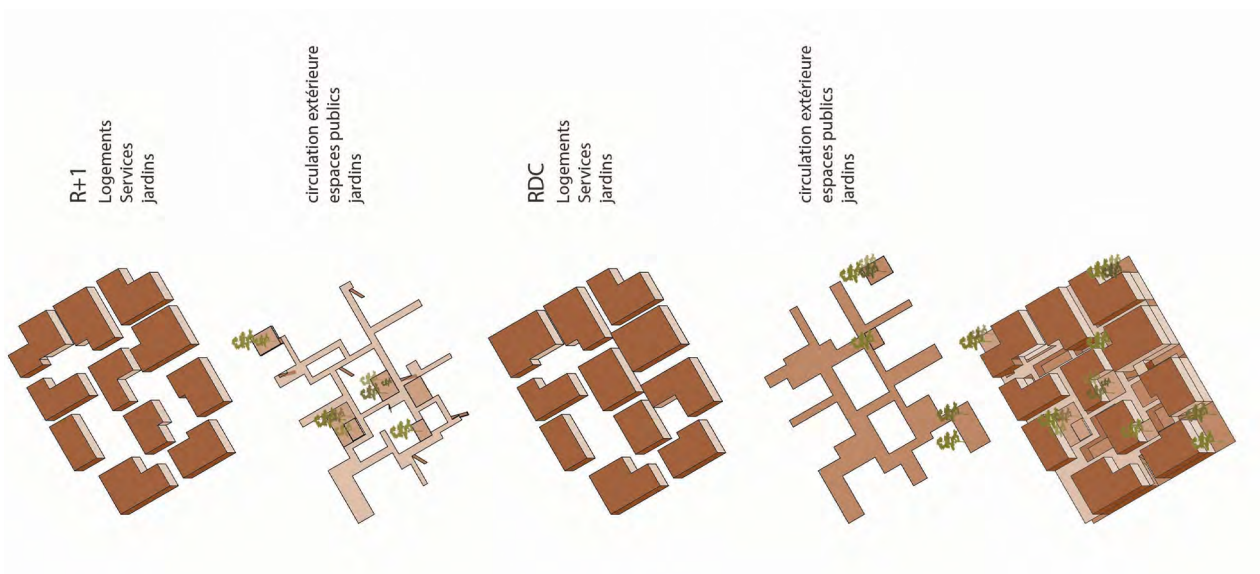 R+1
Logements
Services
jardins
circulation extérieure
espaces publics
jardins
RDC
Logements
Services
jardins
circulation extérieure
espaces publics
jardins